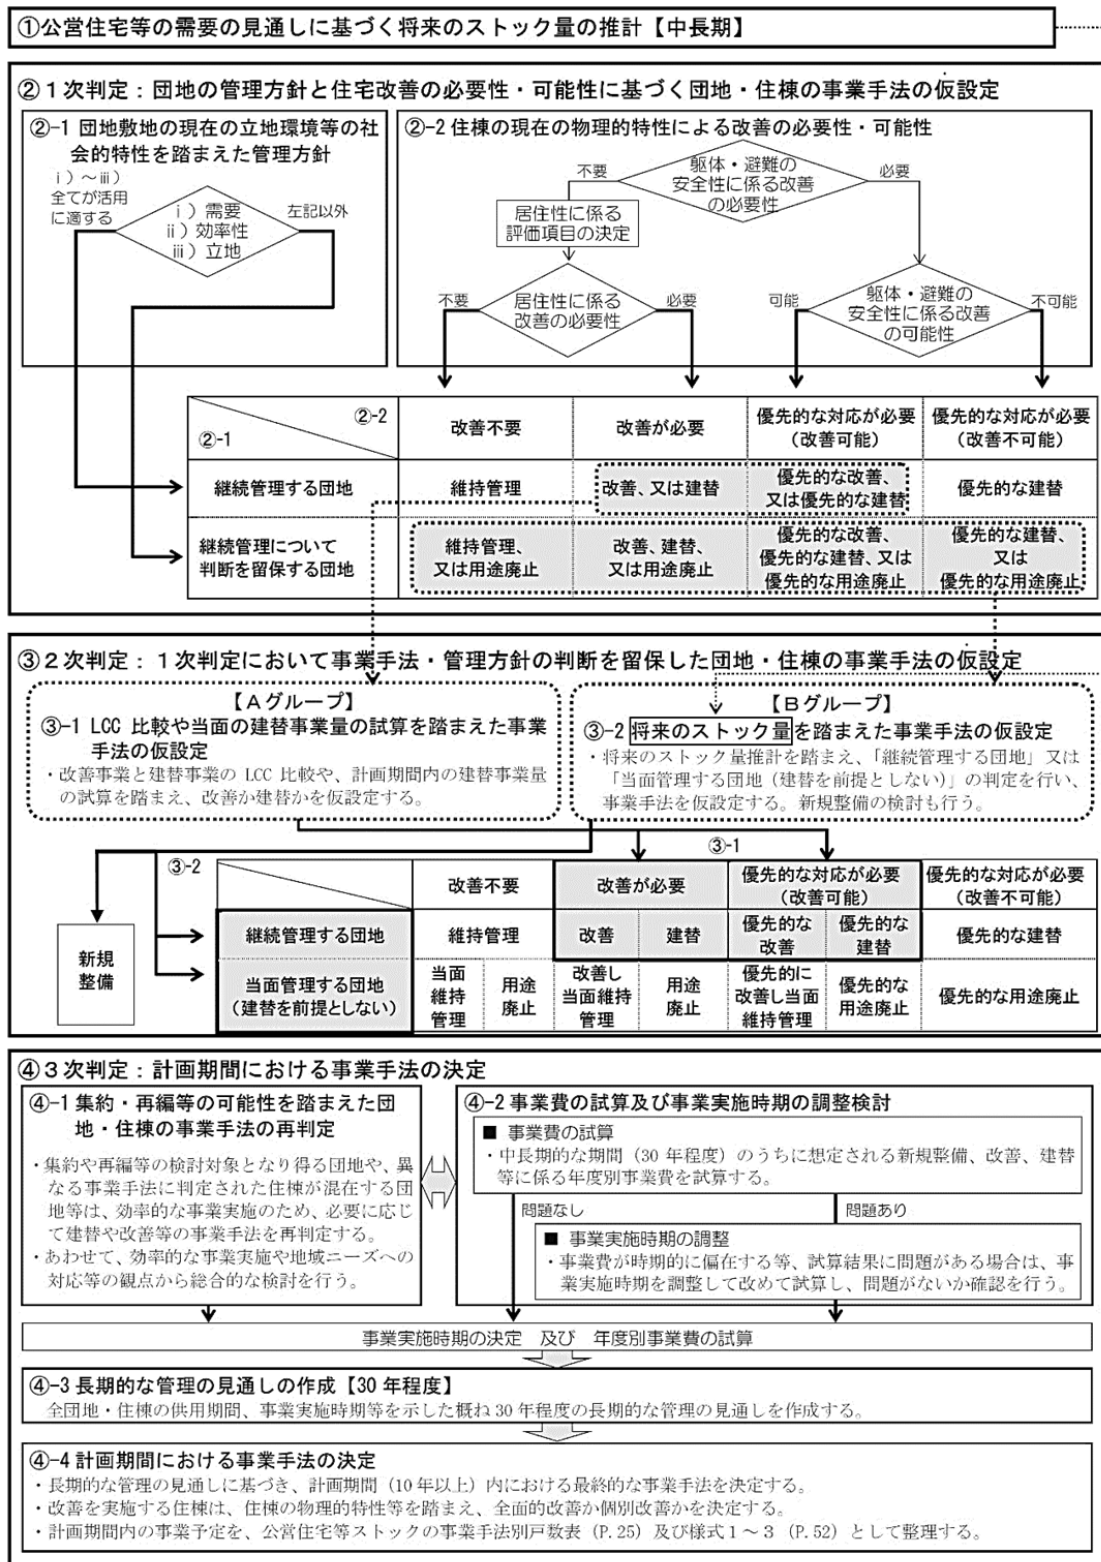 ①公営住宅等の需要の見通しに基づく将来のストック量の推計【中長期】
②１次判定：団地の管理方針と住宅改善の必要性・可能性に基づく団地・住棟の事業手法の仮設定
②-1 団地敷地の現在の立地環境等の社
会的特性を踏まえた管理方針
ⅰ）～ⅲ）
全てが活用
に適する
ⅰ）需要
ⅱ）効率性
ⅲ）立地
左記以外
②-2 住棟の現在の物理的特性による改善の必要性・可能性
不要
躯体・避難の
安全性に係る改善
の必要性
必要
居住性に係る
評価項目の決定
不要
居住性に係る
改善の必要性
必要
可能
躯体・避難の
安全性に係る改善
の可能性
不可能
②-2
②-1
改善不要
改善が必要
優先的な対応が必要
（改善可能）
優先的な対応が必要
（改善不可能）
継続管理する団地
維持管理
改善、又は建替
優先的な改善、
又は優先的な建替
優先的な建替
継続管理について
判断を留保する団地
維持管理、
又は用途廃止
改善、建替、
又は用途廃止
優先的な改善、
優先的な建替、又は
優先的な用途廃止
優先的な建替、
又は
優先的な用途廃止
③２次判定：１次判定において事業手法・管理方針の判断を留保した団地・住棟の事業手法の仮設定
【Ａグループ】
③-1 LCC 比較や当面の建替事業量の試算を踏まえた事業
手法の仮設定
・改善事業と建替事業の LCC 比較や、計画期間内の建替事業量
の試算を踏まえ、改善か建替かを仮設定する。
【Ｂグループ】
③-2 将来のストック量を踏まえた事業手法の仮設定
・将来のストック量推計を踏まえ、「継続管理する団地」又は
「当面管理する団地（建替を前提としない）」の判定を行い、
事業手法を仮設定する。新規整備の検討も行う。
③-2
③-1
新規
整備
改善不要
改善が必要
優先的な対応が必要
（改善可能）
優先的な対応が必要
（改善不可能）
継続管理する団地
維持管理
改善
建替
優先的な
改善
優先的な
建替
優先的な建替
当面管理する団地
（建替を前提としない）
当面
維持
管理
用途
廃止
改善し
当面維持
管理
用途
廃止
優先的に
改善し当面
維持管理
優先的な
用途廃止
優先的な用途廃止
④３次判定：計画期間における事業手法の決定
④-1 集約・再編等の可能性を踏まえた団
地・住棟の事業手法の再判定
・集約や再編等の検討対象となり得る団地や、異
なる事業手法に判定された住棟が混在する団
地等は、効率的な事業実施のため、必要に応じ
て建替や改善等の事業手法を再判定する。
・あわせて、効率的な事業実施や地域ニーズへの
対応等の観点から総合的な検討を行う。
④-2 事業費の試算及び事業実施時期の調整検討
■ 事業費の試算
・中長期的な期間（30 年程度）のうちに想定される新規整備、改善、建替
等に係る年度別事業費を試算する。
問題なし
問題あり
■ 事業実施時期の調整
・事業費が時期的に偏在する等、試算結果に問題がある場合は、事
業実施時期を調整して改めて試算し、問題がないか確認を行う。
事業実施時期の決定　及び　年度別事業費の試算
④-3 長期的な管理の見通しの作成【30 年程度】
全団地・住棟の供用期間、事業実施時期等を示した概ね 30 年程度の長期的な管理の見通しを作成する。
④-4 計画期間における事業手法の決定
・長期的な管理の見通しに基づき、計画期間（10 年以上）内における最終的な事業手法を決定する。
・改善を実施する住棟は、住棟の物理的特性等を踏まえ、全面的改善か個別改善かを決定する。
・計画期間内の事業予定を、公営住宅等ストックの事業手法別戸数表（P.25）及び様式１～３（P.52）として整理する。